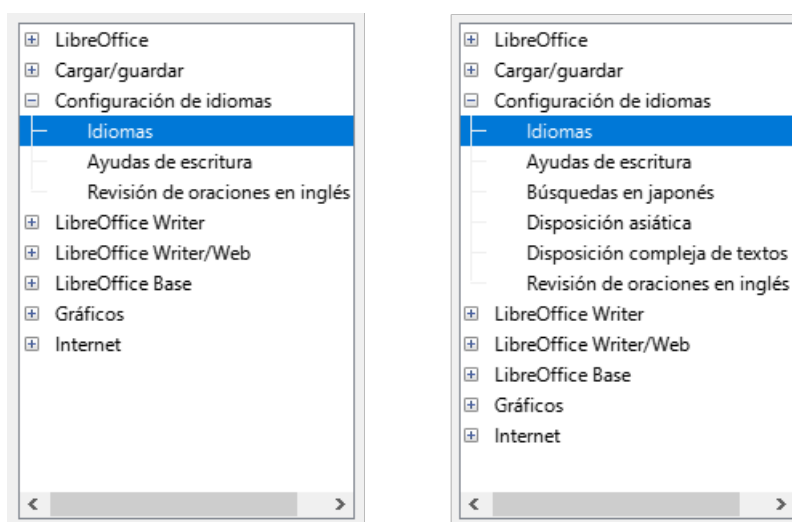 LibreOffice
Cargar/guardar
Configuración de idiomas
Idiomas
Ayudas de escritura
Revisión de oraciones en inglés
LibreOffice Writer
LibreOffice Writer/Web
LibreOffice Base
Gráficos
Internet
LibreOffice
Cargar/guardar
Configuración de idiomas
Idiomas
Ayudas de escritura
Búsquedas en japonés
Disposición asiática
Disposición compleja de textos
Revisión de oraciones en inglés
LibreOffice Writer
LibreOffice Writer/Web
LibreOffice Base
Gráficos
Internet